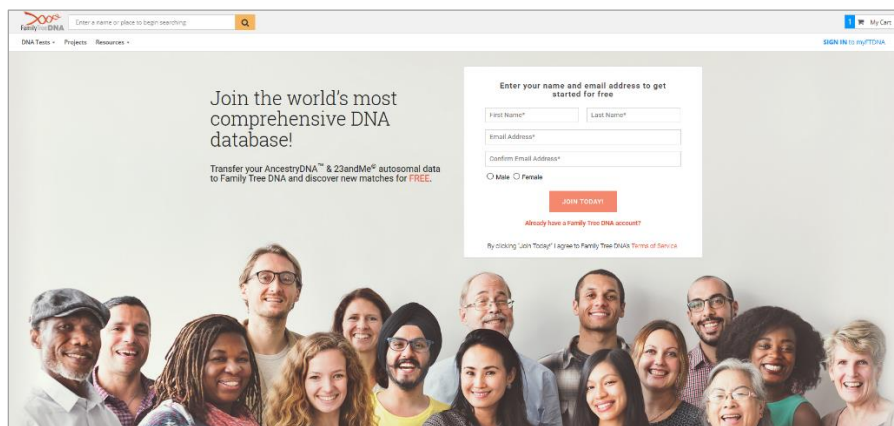 FamilyTreeDNA
Enter a name or place to begin searching
1 My Cart
DNA Tests Projects Resources
SIGN IN to myFTDNA
Join the world's most
comprehensive DNA
database!
Transfer your AncestryDNA™ & 23andMe© autosomal data
to Family Tree DNA and discover new matches for FREE.
Enter your name and email address to get
started for free
First Name* Last Name*
Email Address*
Confirm Email Address*
Male Female
JOIN TODAY!
Already have a Family Tree DNA account?
By clicking "Join Today!" I agree to Family Tree DNA's Terms of Service